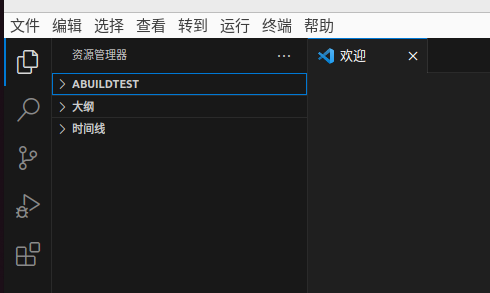 文件 编辑 选择 查看 转到 运行 终端 帮助
资源管理器 ··· 欢迎
ABUILDTEST
大纲
时间线